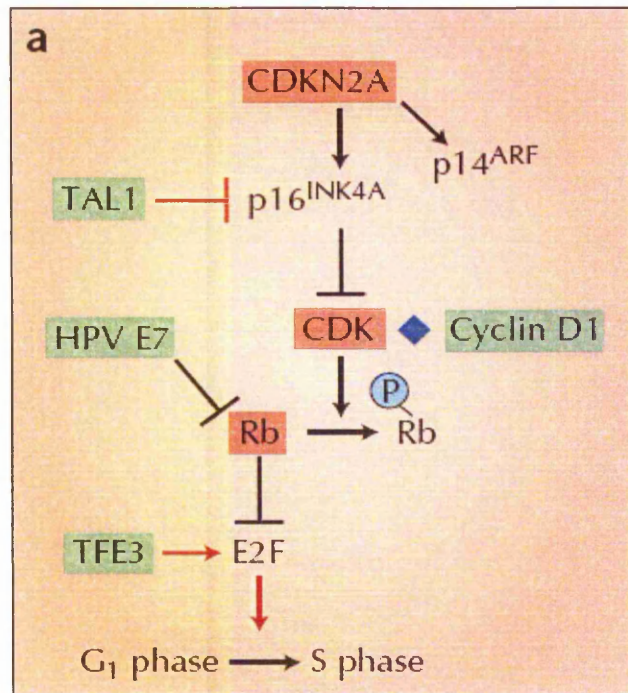 a
CDKN2A
p14ARF
TAL1
p16INK4A
HPV E7
CDK
Cyclin D1
P
Rb
Rb
TFE3
E2F
G1 phase
S phase